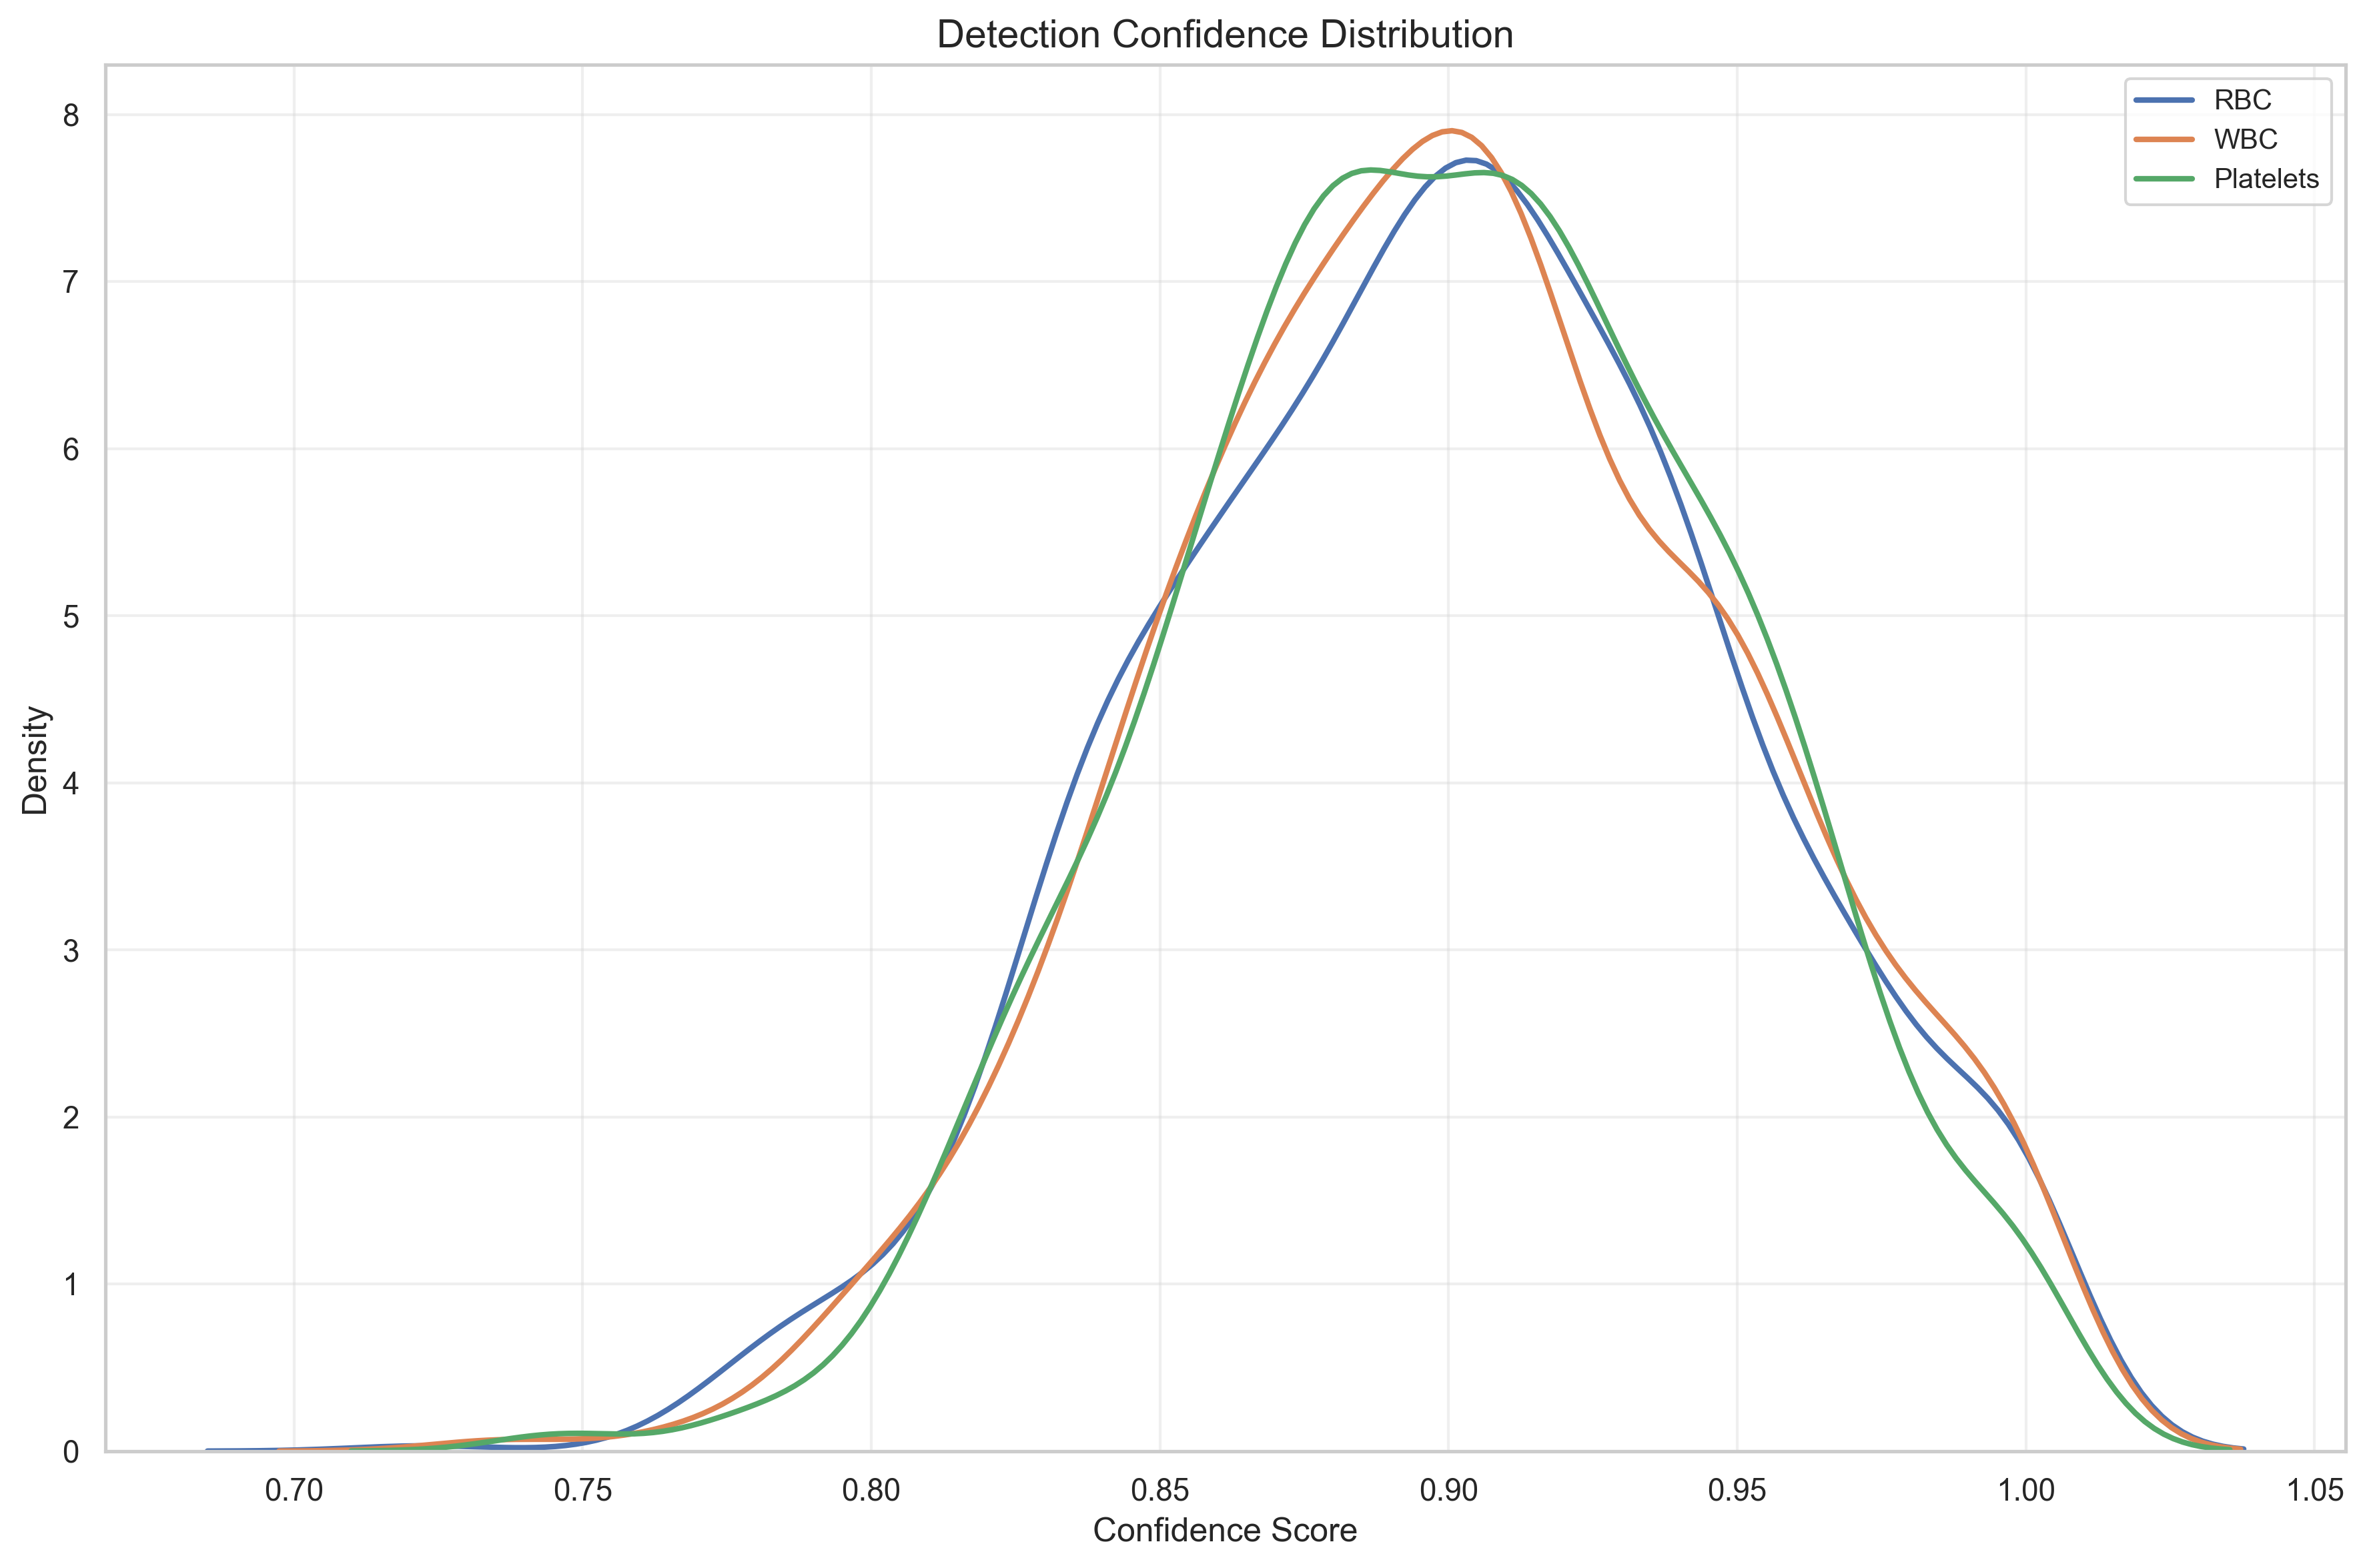 Detection Confidence Distribution
RBC
WBC
Platelets
8
7
6
5
4
3
2
1
0
Density
0.70 0.75 0.80 0.85 0.90 0.95 1.00 1.05
Confidence Score